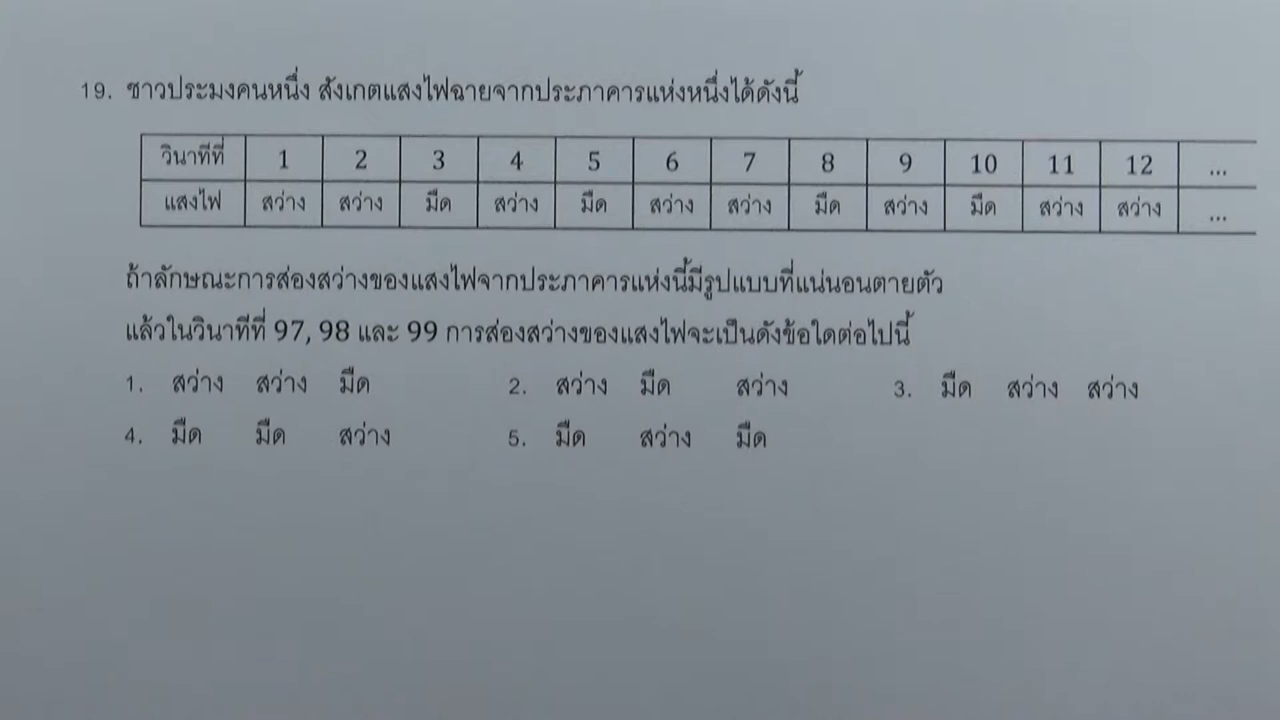 19. ชาวประมงคนหนึ่ง สังเกตแสงไฟฉายจากประภาคารแห่งหนึ่งได้ดังนี้
วินาทีที่ 1 2 3 4 5 6 7 8 9 10 11 12 ...
แสงไฟ สว่าง สว่าง มืด สว่าง มืด สว่าง สว่าง มืด สว่าง มืด สว่าง สว่าง ...
ถ้าลักษณะการส่องสว่างของแสงไฟจากประภาคารแห่งนี้มีรูปแบบที่แน่นอนตายตัว
แล้วในวินาทีที่ 97, 98 และ 99 การส่องสว่างของแสงไฟจะเป็นดังข้อใดต่อไปนี้
1. สว่าง สว่าง มืด 2. สว่าง มืด สว่าง 3. มืด สว่าง สว่าง
4. มืด มืด สว่าง 5. มืด สว่าง มืด